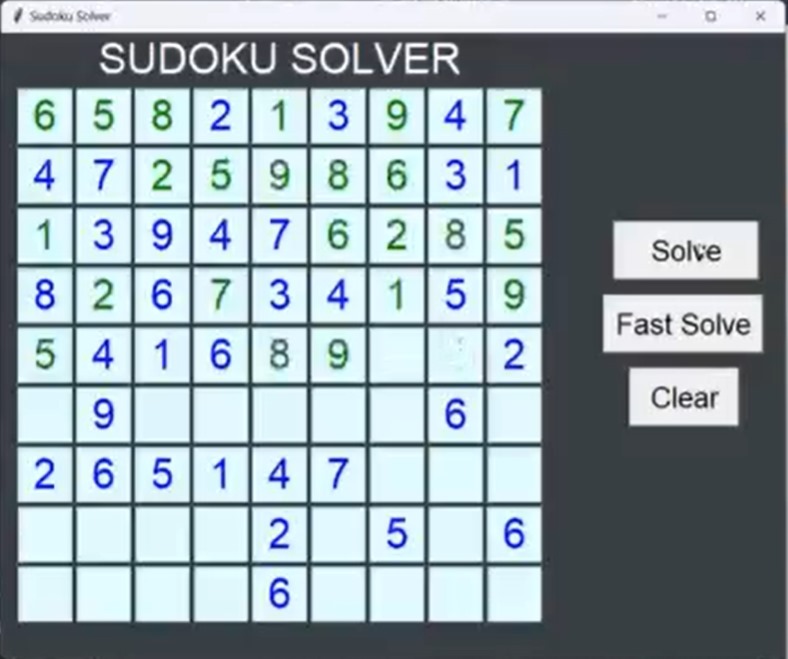 Sudoku Solver
SUDOKU SOLVER
6 5 8 2 1 3 9 4 7
4 7 2 5 9 8 6 3 1
1 3 9 4 7 6 2 8 5
8 2 6 7 3 4 1 5 9
5 4 1 6 8 9 2
9 6
2 6 5 1 4 7
2 5 6
6
Solve
Fast Solve
Clear